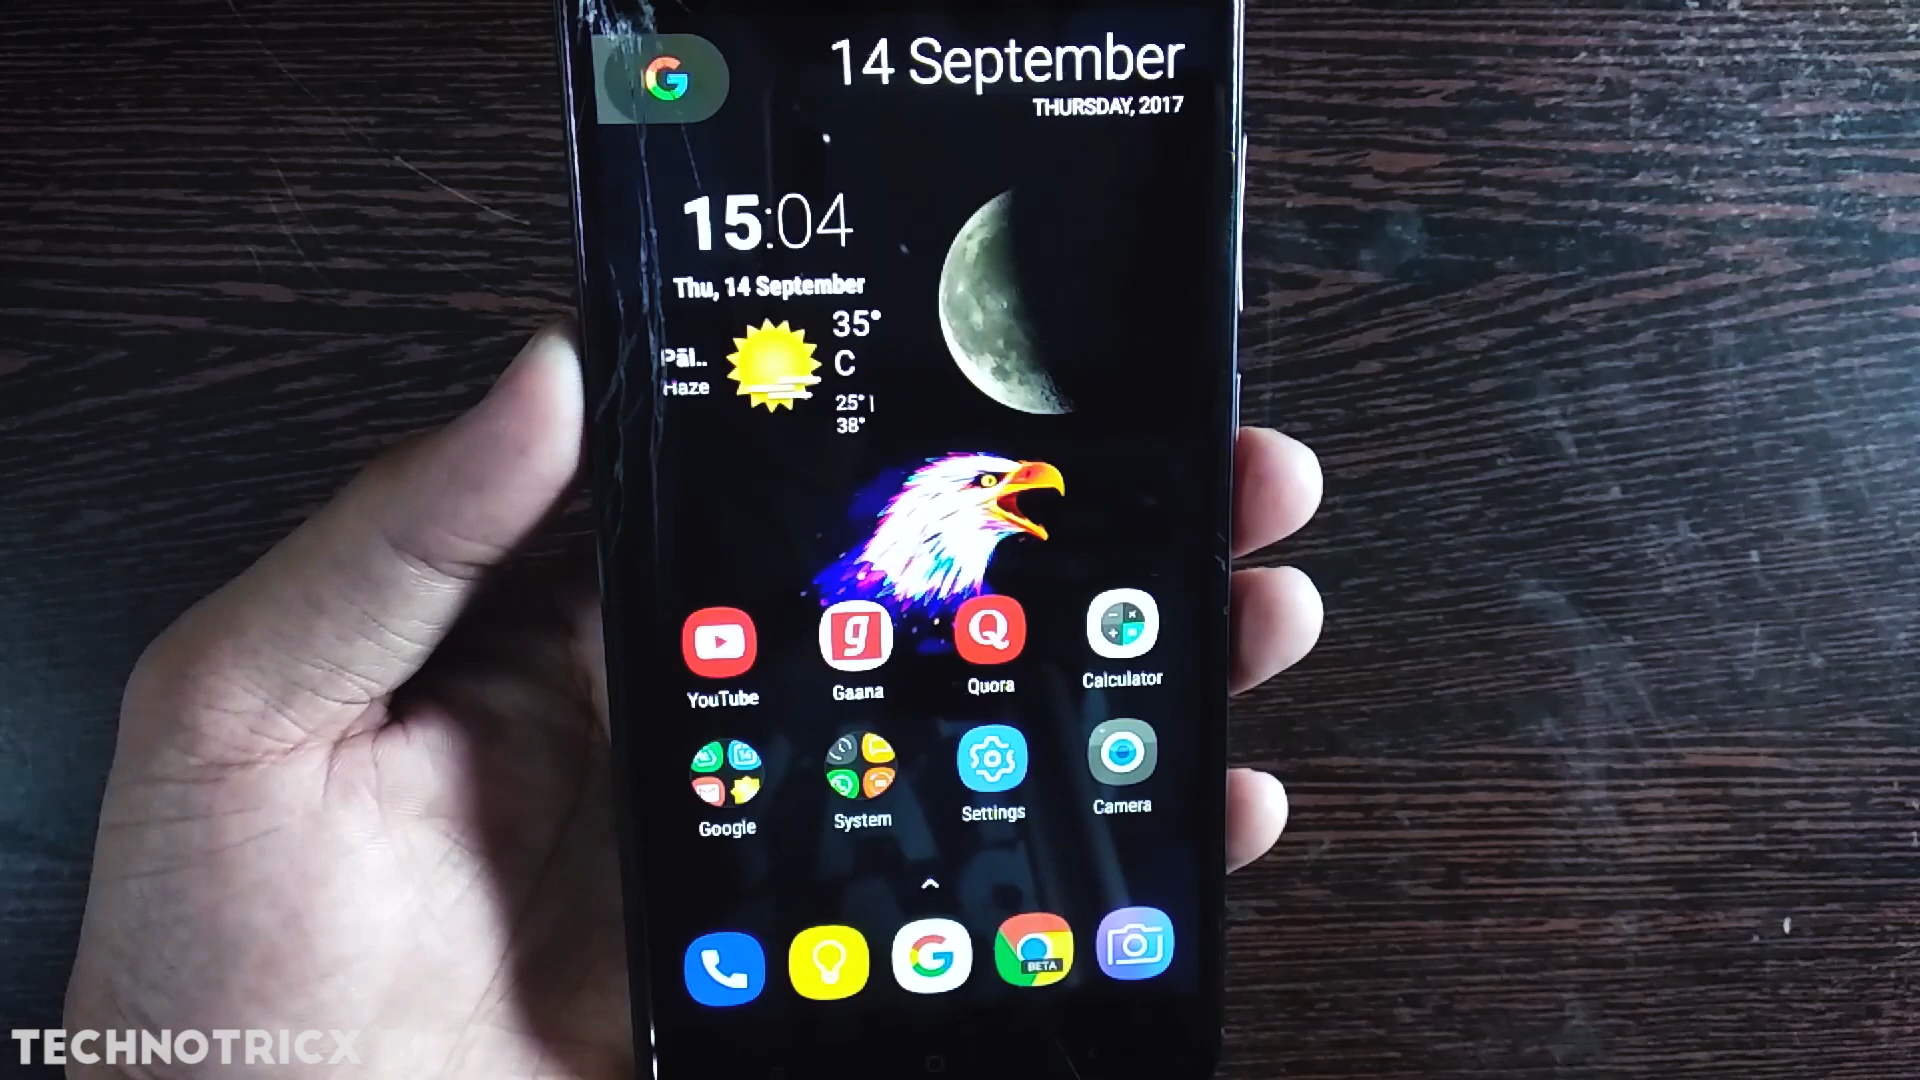 14 September
THURSDAY, 2017
15:04
Thu, 14 September
35°
C
Pāl..
Haze
25° |
38°
YouTube
Gaana
Quora
Calculator
Google
System
Settings
Camera
BETA
TECHNOTRICX